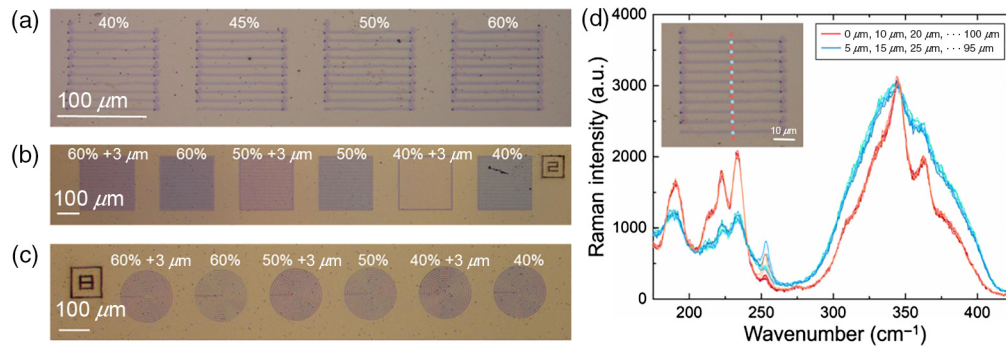 (a)
40% 45% 50% 60%
100 μm
(b)
60% +3 μm 60% 50% +3 μm 50% 40% +3 μm 40%
100 μm
(c)
60% +3 μm 60% 50% +3 μm 50% 40% +3 μm 40%
8
100 μm
(d)
4000
3000
2000
1000
0
Raman intensity (a.u.)
0 μm, 10 μm, 20 μm, ··· 100 μm
5 μm, 15 μm, 25 μm ··· 95 μm
10 μm
200 250 300 350 400
Wavenumber (cm⁻¹)